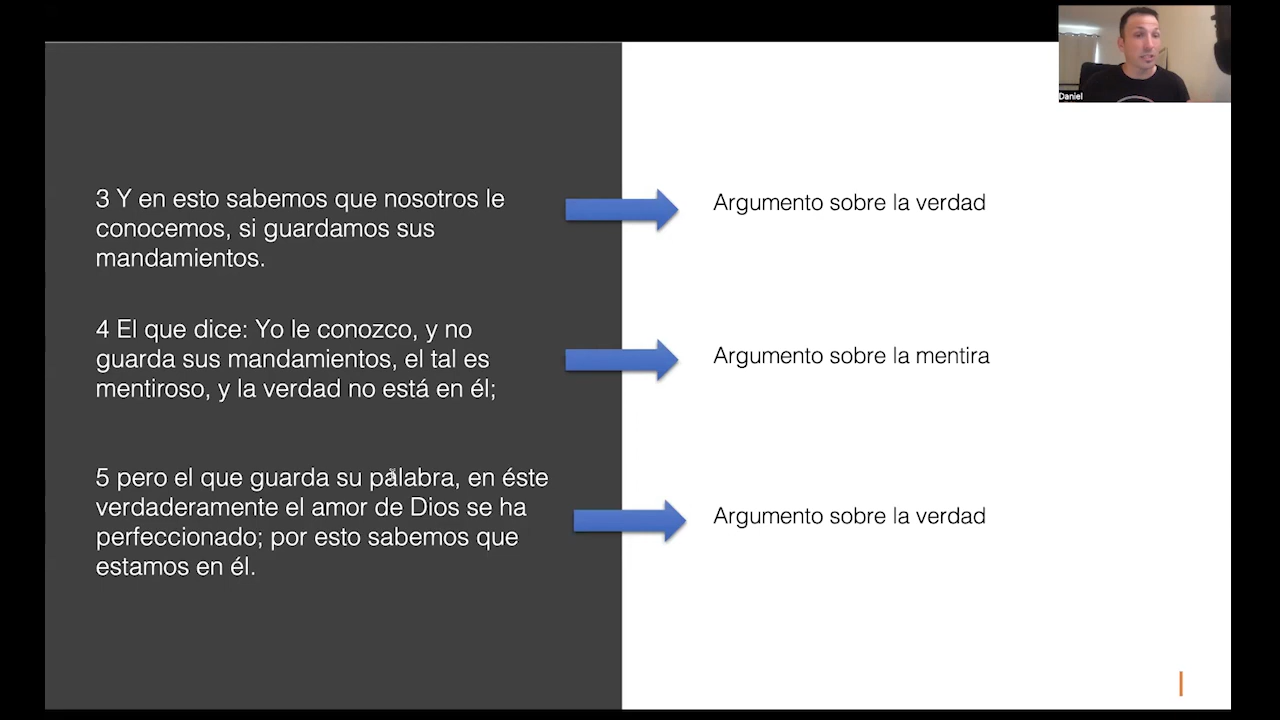 Daniel
3 Y en esto sabemos que nosotros le
conocemos, si guardamos sus
mandamientos.
Argumento sobre la verdad
4 El que dice: Yo le conozco, y no
guarda sus mandamientos, el tal es
mentiroso, y la verdad no está en él;
Argumento sobre la mentira
5 pero el que guarda su palabra, en éste
verdaderamente el amor de Dios se ha
perfeccionado; por esto sabemos que
estamos en él.
Argumento sobre la verdad